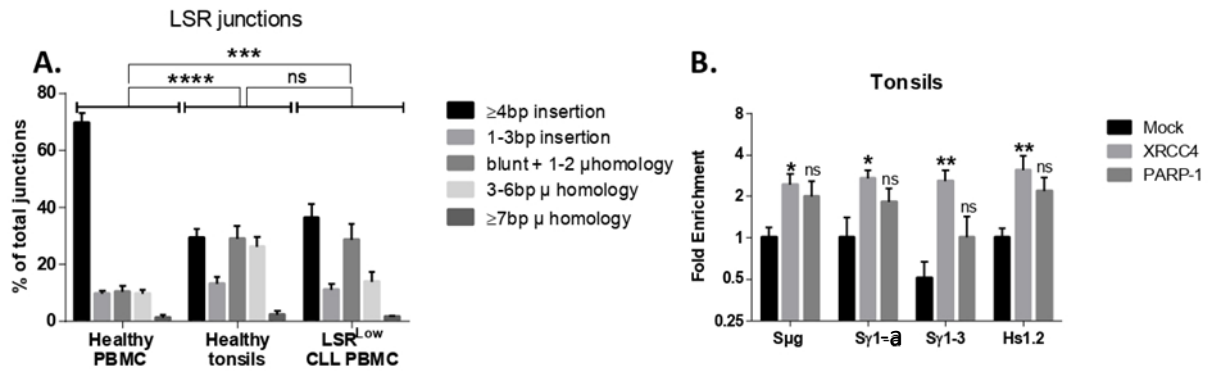 LSR junctions
A.
***
****
ns
% of total junctions
80
60
40
20
0
Healthy PBMC
Healthy tonsils
LSR^Low CLL PBMC
≥4bp insertion
1-3bp insertion
blunt + 1-2 µhomology
3-6bp µ homology
≥7bp µ homology
B.
Tonsils
Fold Enrichment
8
4
2
1
0.5
0.25
* ns
* ns
** ns
** ns
Sµg
Sγ1-a
Sγ1-3
Hs1.2
Mock
XRCC4
PARP-1